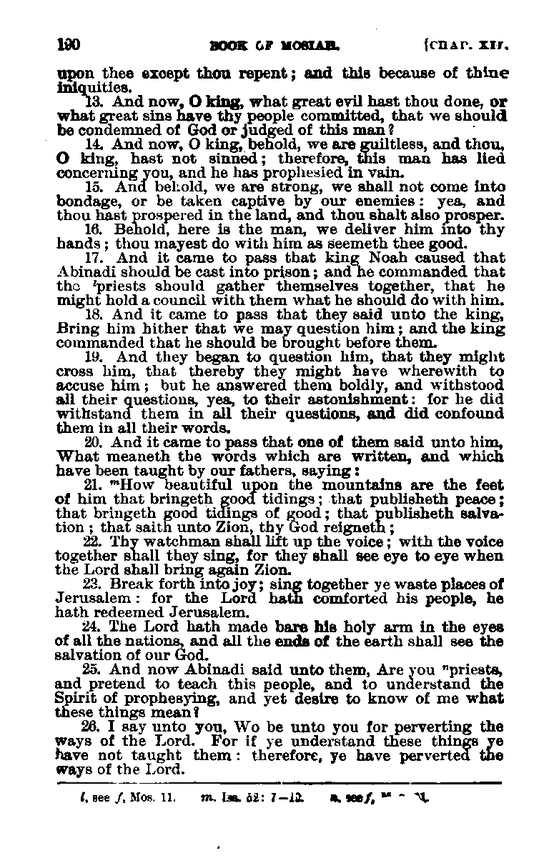 190 BOOK OF MOSIAH. [CHAP. XII.
upon thee except thou repent; and this because of thine
iniquities.
13. And now, O king, what great evil hast thou done, or
what great sins have thy people committed, that we should
be condemned of God or judged of this man?
14. And now, O king, behold, we are guiltless, and thou,
O king, hast not sinned; therefore, this man has lied
concerning you, and he has prophesied in vain.
15. And behold, we are strong, we shall not come into
bondage, or be taken captive by our enemies: yea, and
thou hast prospered in the land, and thou shalt also prosper.
16. Behold, here is the man, we deliver him into thy
hands; thou mayest do with him as seemeth thee good.
17. And it came to pass that king Noah caused that
Abinadi should be cast into prison; and he commanded that
the ˡpriests should gather themselves together, that he
might hold a council with them what he should do with him.
18. And it came to pass that they said unto the king,
Bring him hither that we may question him; and the king
commanded that he should be brought before them.
19. And they began to question him, that they might
cross him, that thereby they might have wherewith to
accuse him; but he answered them boldly, and withstood
all their questions, yea, to their astonishment: for he did
withstand them in all their questions, and did confound
them in all their words.
20. And it came to pass that one of them said unto him,
What meaneth the words which are written, and which
have been taught by our fathers, saying:
21. ᵐHow beautiful upon the mountains are the feet
of him that bringeth good tidings; that publisheth peace;
that bringeth good tidings of good; that publisheth salva-
tion; that saith unto Zion, thy God reigneth;
22. Thy watchman shall lift up the voice; with the voice
together shall they sing, for they shall see eye to eye when
the Lord shall bring again Zion.
23. Break forth into joy; sing together ye waste places of
Jerusalem: for the Lord hath comforted his people, he
hath redeemed Jerusalem.
24. The Lord hath made bare his holy arm in the eyes
of all the nations, and all the ends of the earth shall see the
salvation of our God.
25. And now Abinadi said unto them, Are you ⁿpriests,
and pretend to teach this people, and to understand the
Spirit of prophesying, and yet desire to know of me what
these things mean?
26. I say unto you, Wo be unto you for perverting the
ways of the Lord. For if ye understand these things ye
have not taught them: therefore, ye have perverted the
ways of the Lord.
l, see f, Mos. 11. m. Isa. 52: 7—10. n. see f,